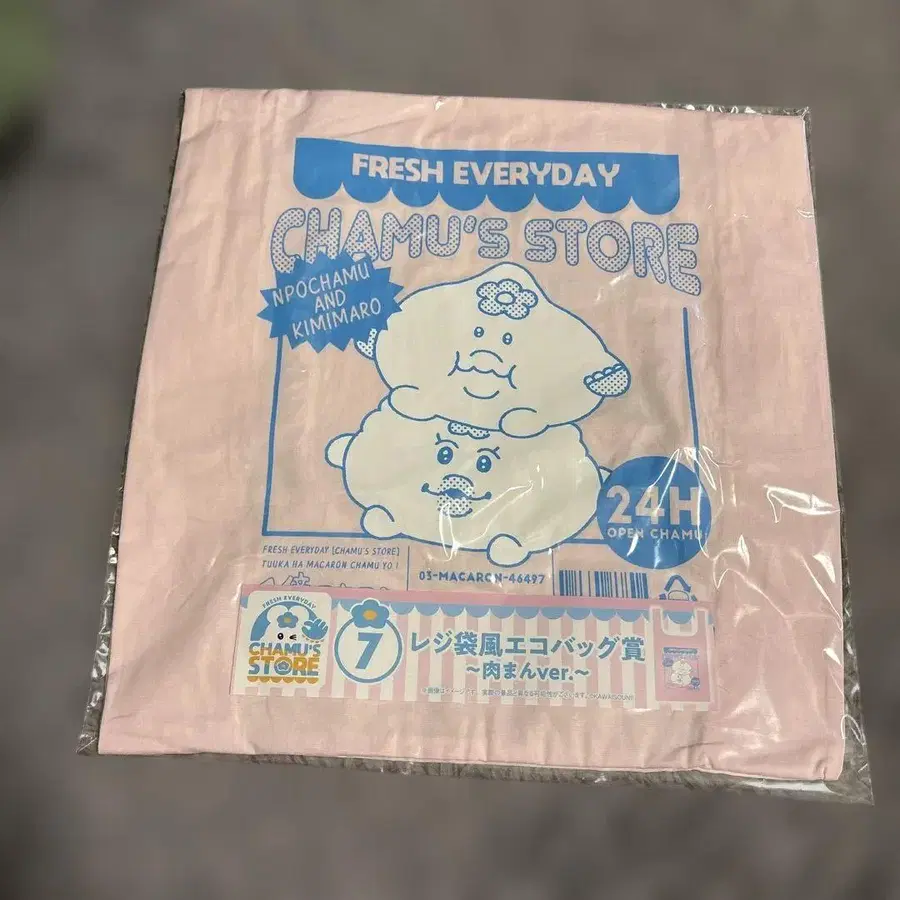 FRESH EVERYDAY
CHAMU'S STORE
NPOCHAMU
AND
KIMIMARO
24H
OPEN CHAMU
FRESH EVERYDAY [CHAMU'S STORE]
TUUKA HA MACARON CHAMU YO!
03-MACARON-46497
FRESH EVERYDAY
CHAMU'S
STORE
7
レジ袋風エコバッグ賞
～肉まんver.～